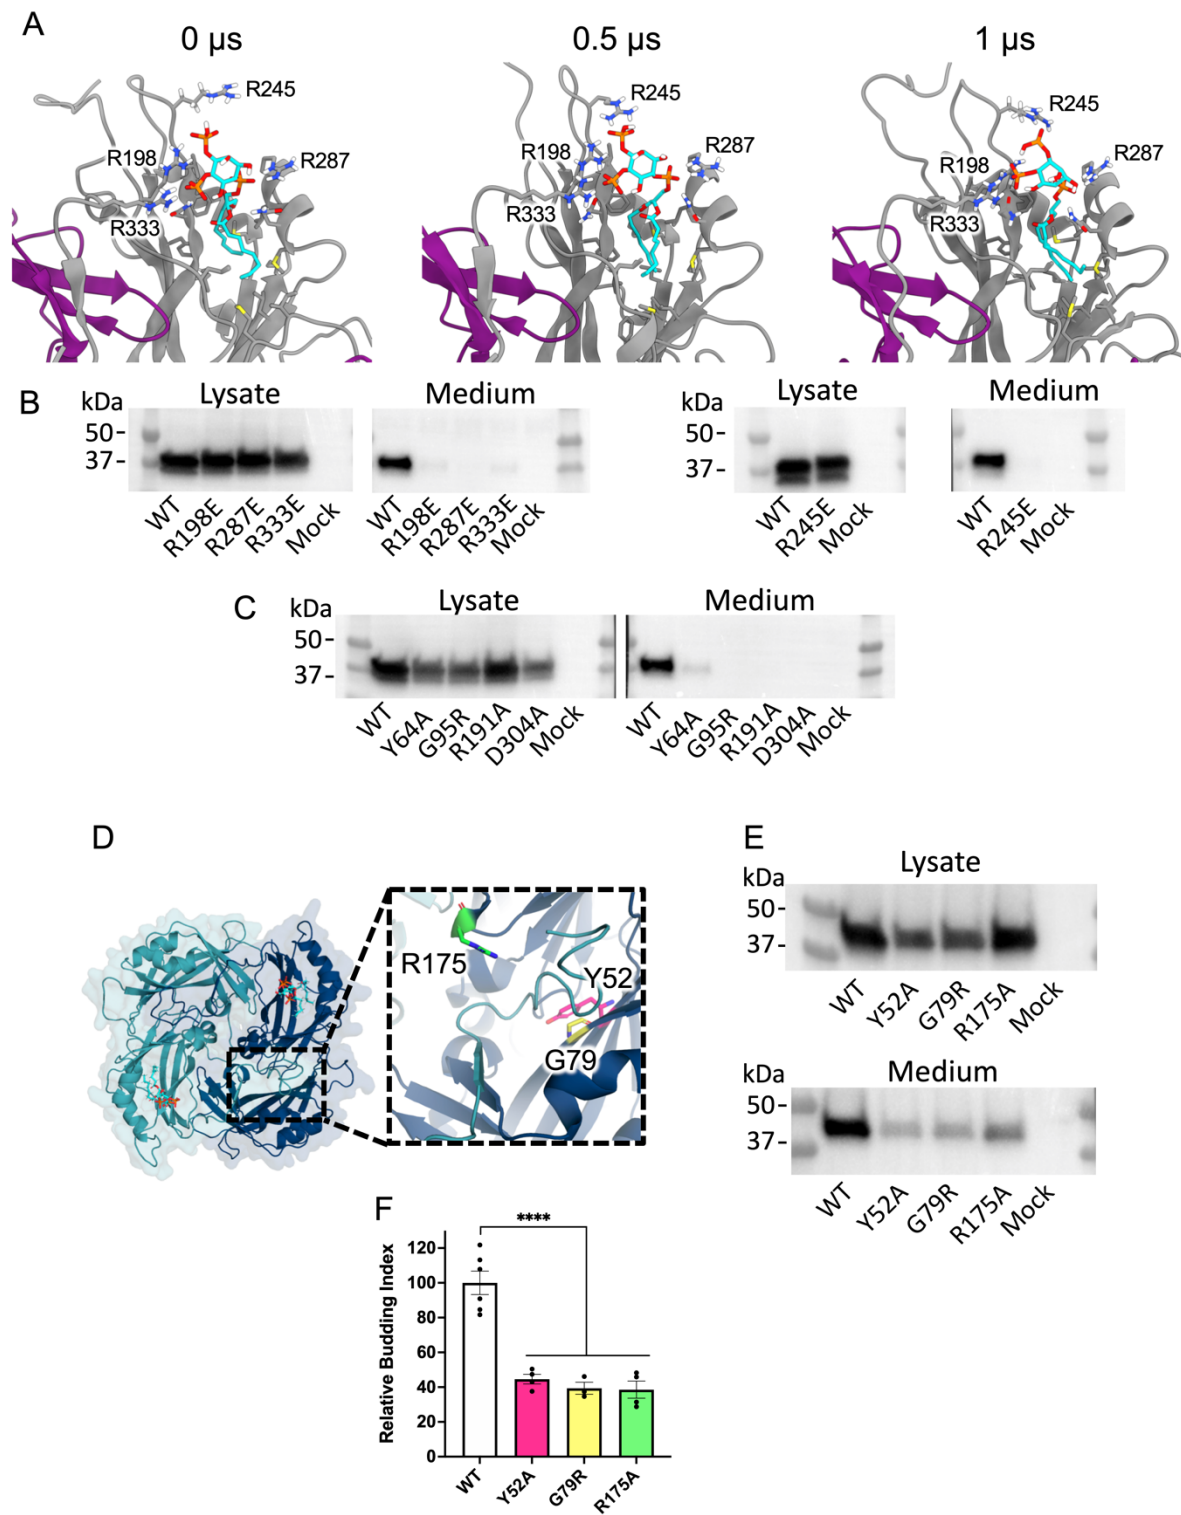 A
0 µs
0.5 µs
1 µs
R245
R198
R287
R333
R245
R198
R287
R333
R245
R198
R287
R333
B
kDa
Lysate
Medium
Lysate
Medium
50-
37-
WT
R198E
R287E
R333E
Mock
WT
R198E
R287E
R333E
Mock
kDa
50-
37-
WT
R245E
Mock
WT
R245E
Mock
C
kDa
Lysate
Medium
50-
37-
WT
Y64A
G95R
R191A
D304A
Mock
WT
Y64A
G95R
R191A
D304A
Mock
D
R175
Y52
G79
E
Lysate
kDa
50-
37-
WT
Y52A
G79R
R175A
Mock
Medium
kDa
50-
37-
WT
Y52A
G79R
R175A
Mock
F
****
Relative Budding Index
120
100
80
60
40
20
0
WT
Y52A
G79R
R175A